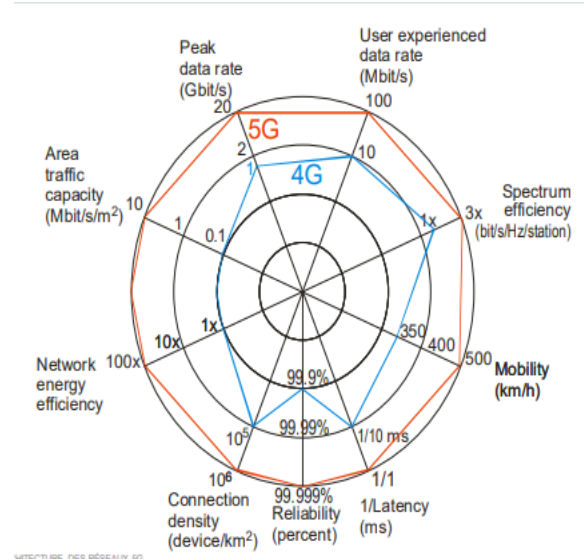 Peak
data rate
(Gbit/s)
User experienced
data rate
(Mbit/s)
20
100
5G
2
1
10
4G
Area
traffic
capacity
(Mbit/s/m²)
10
1
0.1
1x
3x
Spectrum
efficiency
(bit/s/Hz/station)
Network
energy
efficiency
100x
10x
1x
350
400
500
Mobility
(km/h)
99.9%
99.99%
99.999%
10⁵
10⁶
1/10 ms
1/1
Connection
density
(device/km²)
Reliability
(percent)
1/Latency
(ms)
DES RÉSEAUX 5G